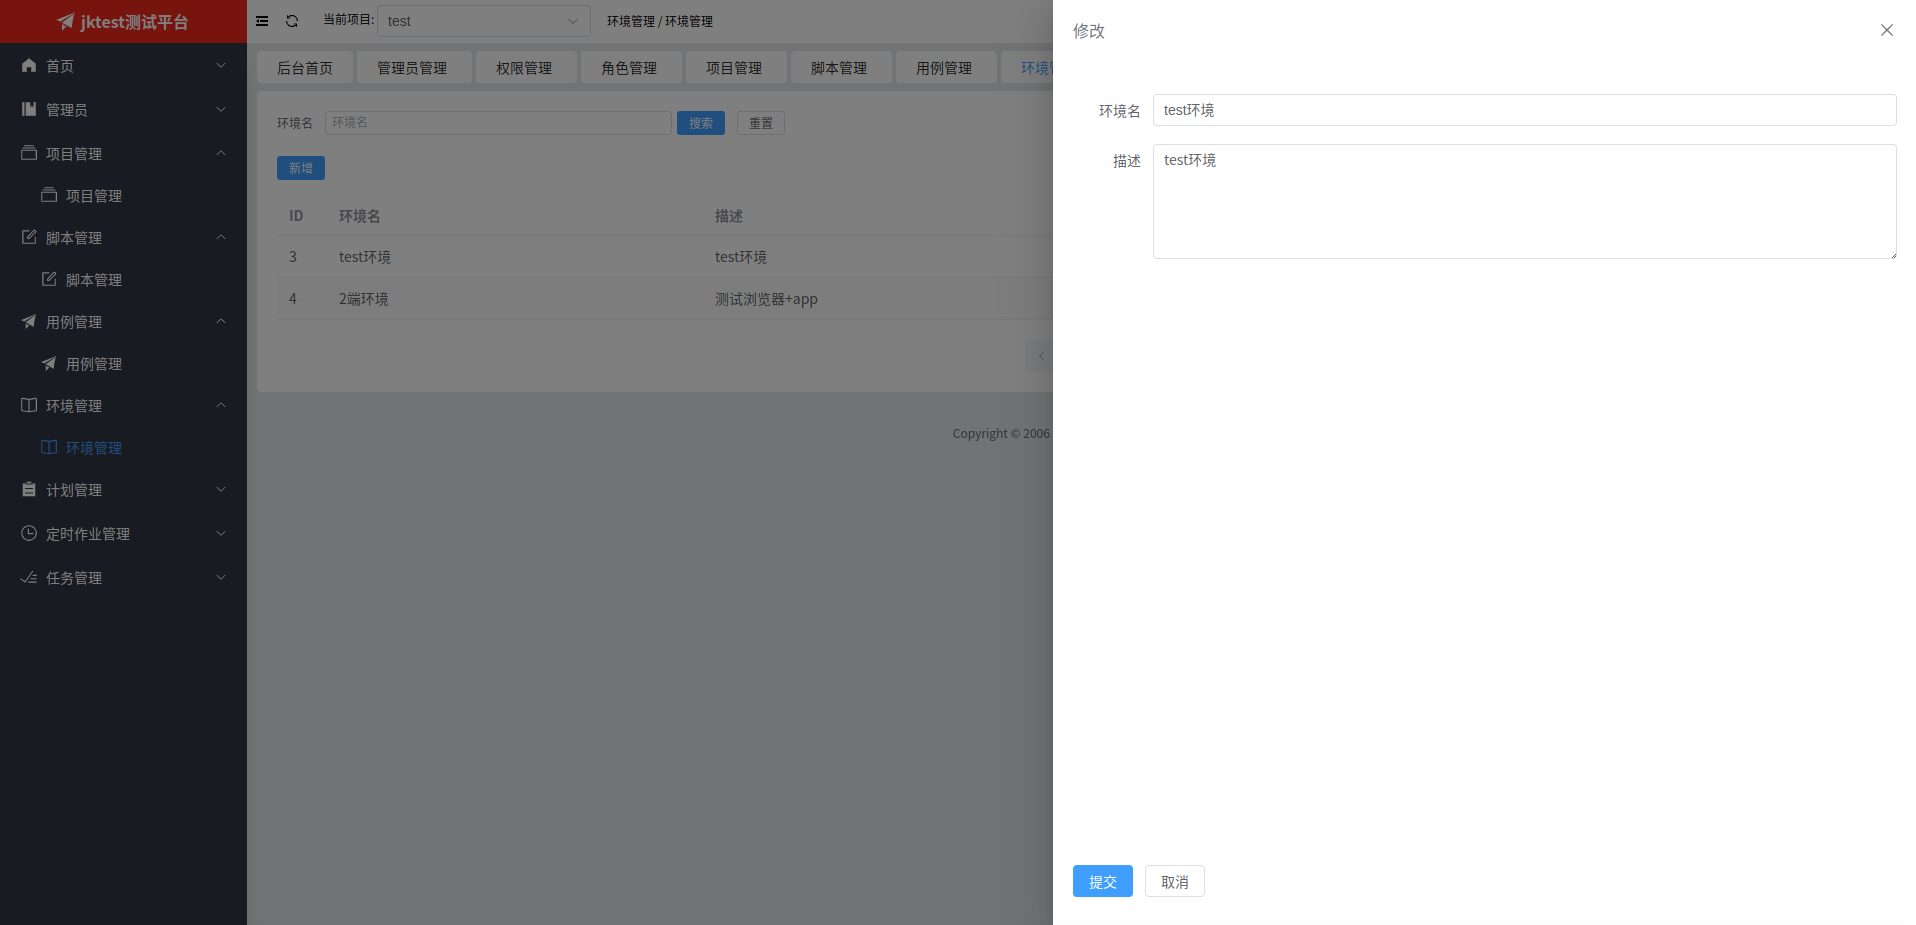 jktest测试平台
当前项目: test
环境管理 / 环境管理
首页
管理员
项目管理
项目管理
脚本管理
脚本管理
用例管理
用例管理
环境管理
环境管理
计划管理
定时作业管理
任务管理
后台首页 管理员管理 权限管理 角色管理 项目管理 脚本管理 用例管理 环境
环境名 环境名 搜索 重置
新增
ID 环境名 描述
3 test环境 test环境
4 2端环境 测试浏览器+app
Copyright © 2006
修改
环境名 test环境
描述 test环境
提交 取消